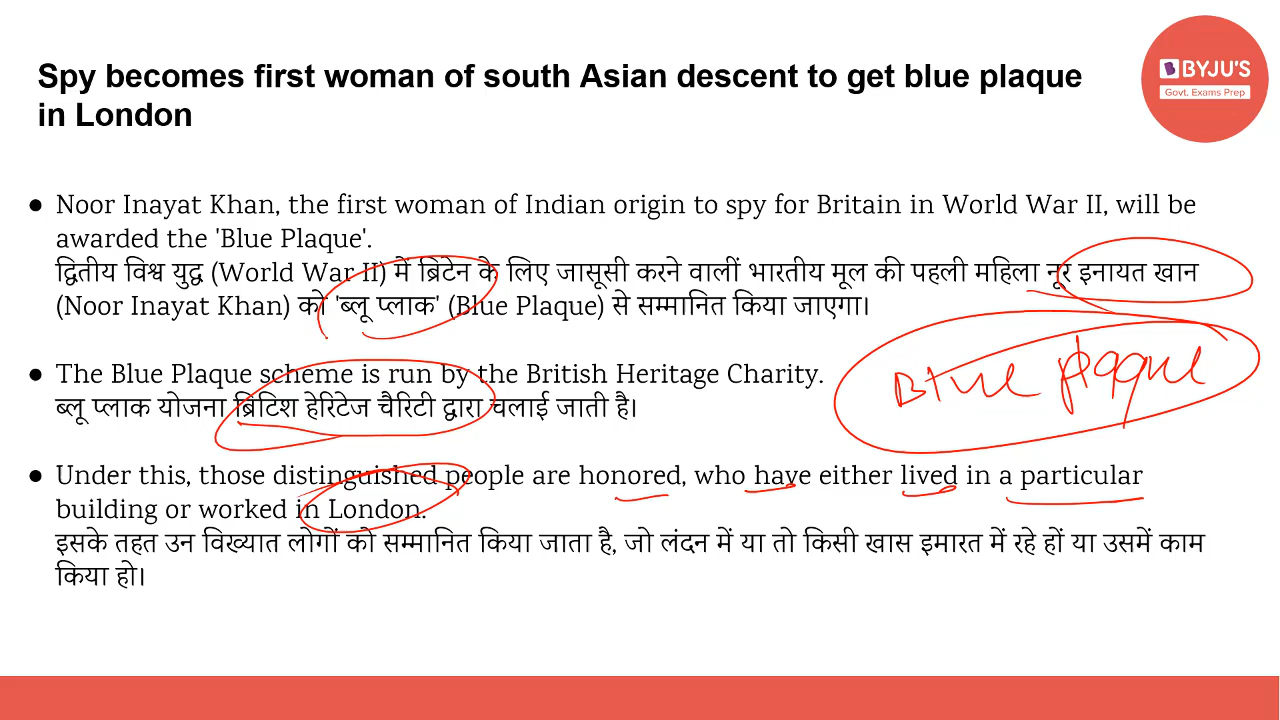 Spy becomes first woman of south Asian descent to get blue plaque
in London
BYJU'S
Govt. Exams Prep
● Noor Inayat Khan, the first woman of Indian origin to spy for Britain in World War II, will be
awarded the 'Blue Plaque'.
द्वितीय विश्व युद्ध (World War II) में ब्रिटेन के लिए जासूसी करने वालीं भारतीय मूल की पहली महिला नूर इनायत खान
(Noor Inayat Khan) को 'ब्लू प्लाक' (Blue Plaque) से सम्मानित किया जाएगा।
● The Blue Plaque scheme is run by the British Heritage Charity.
ब्लू प्लाक योजना ब्रिटिश हेरिटेज चैरिटी द्वारा चलाई जाती है।
Blue plaque
● Under this, those distinguished people are honored, who have either lived in a particular
building or worked in London.
इसके तहत उन विख्यात लोगों को सम्मानित किया जाता है, जो लंदन में या तो किसी खास इमारत में रहे हों या उसमें काम
किया हो।